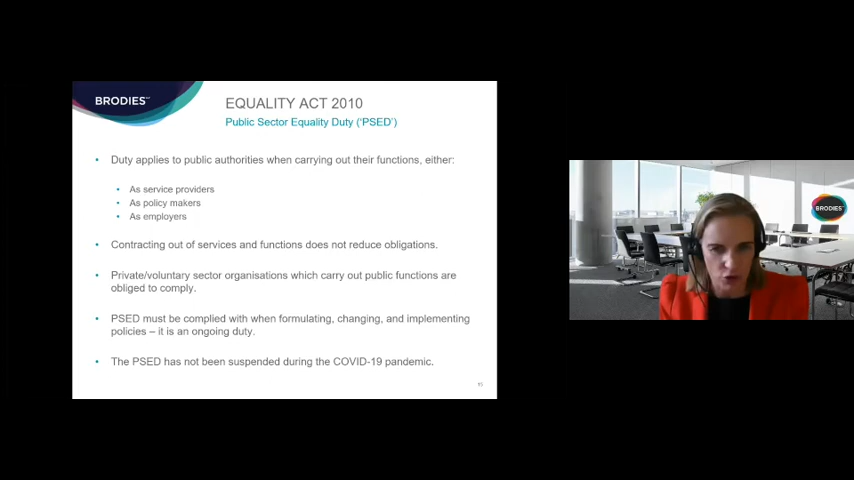 BRODIES LLP
EQUALITY ACT 2010
Public Sector Equality Duty ('PSED')
• Duty applies to public authorities when carrying out their functions, either:
• As service providers
• As policy makers
• As employers
• Contracting out of services and functions does not reduce obligations.
• Private/voluntary sector organisations which carry out public functions are
obliged to comply.
• PSED must be complied with when formulating, changing, and implementing
policies – it is an ongoing duty.
• The PSED has not been suspended during the COVID-19 pandemic.
BRODIES